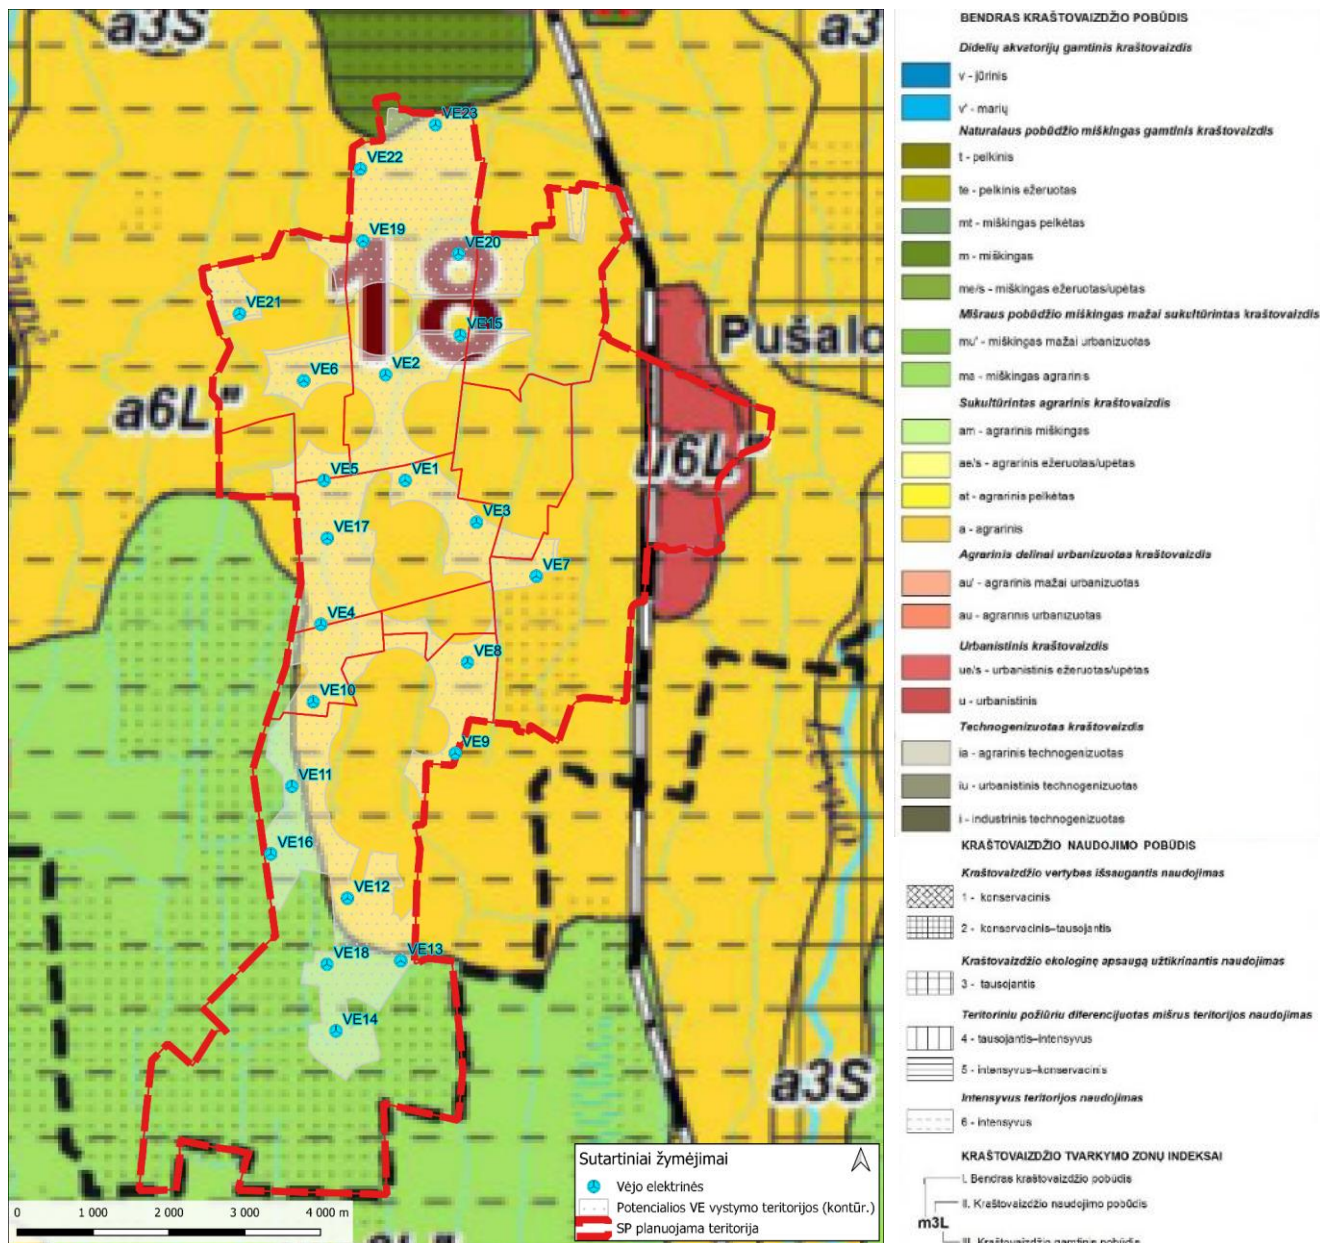 a3S
a3
VE23
VE22
VE19
VE20
18
VE21
VE15
Pušalo
VE2
VE6
a6L"
u6L"
VE5
VE1
VE3
VE17
VE7
VE4
VE8
VE10
VE9
VE11
VE16
VE12
VE13
VE18
VE14
a3S
Sutartiniai žymėjimai
Vėjo elektrinės
Potencialios VE vystymo teritorijos (kontūr.)
SP planuojama teritorija
0 1 000 2 000 3 000 4 000 m
BENDRAS KRAŠTOVAIZDŽIO POBŪDIS
Didelių akvatorijų gamtinis kraštovaizdis
v - jūrinis
v' - marių
Natūralaus pobūdžio miškingas gamtinis kraštovaizdis
t - pelkinis
te - pelkinis ežeruotas
mt - miškingas pelkėtas
m - miškingas
me/s - miškingas ežeruotas/upėtas
Mišraus pobūdžio miškingas mažai sukultūrintas kraštovaizdis
mu' - miškingas mažai urbanizuotas
ma - miškingas agrarinis
Sukultūrintas agrarinis kraštovaizdis
am - agrarinis miškingas
ae/s - agrarinis ežeruotas/upėtas
at - agrarinis pelkėtas
a - agrarinis
Agrarinis dalinai urbanizuotas kraštovaizdis
au' - agrarinis mažai urbanizuotas
au - agrarinis urbanizuotas
Urbanistinis kraštovaizdis
ue/s - urbanistinis ežeruotas/upėtas
u - urbanistinis
Technogenizuotas kraštovaizdis
ia - agrarinis technogenizuotas
iu - urbanistinis technogenizuotas
i - industrinis technogenizuotas
KRAŠTOVAIZDŽIO NAUDOJIMO POBŪDIS
Kraštovaizdžio vertybes išsaugantis naudojimas
1 - konservacinis
2 - konservacinis–tausojantis
Kraštovaizdžio ekologinę apsaugą užtikrinantis naudojimas
3 - tausojantis
Teritoriniu požiūriu diferencijuotas mišrus teritorijos naudojimas
4 - tausojantis–intensyvus
5 - intensyvus–konservacinis
Intensyvus teritorijos naudojimas
6 - intensyvus
KRAŠTOVAIZDŽIO TVARKYMO ZONŲ INDEKSAI
I. Bendras kraštovaizdžio pobūdis
II. Kraštovaizdžio naudojimo pobūdis
m3L
III. Kraštovaizdžio gamtinis pobūdis